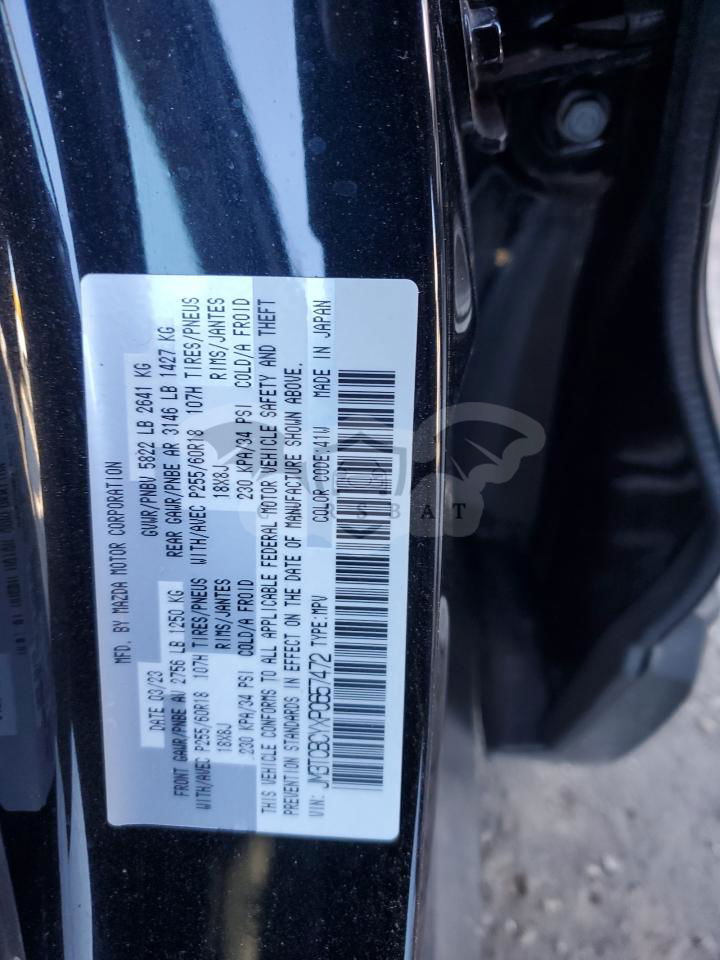 MFD. BY MAZDA MOTOR CORPORATION
DATE 03/23 GVWR/PNBV 5822 LB 2641 KG
FRONT GAWR/PNBE AV 2756 LB 1250 KG REAR GAWR/PNBE AR 3146 LB 1427 KG
WITH/AVEC P255/60R18 107H TIRES/PNEUS WITH/AVEC P255/60R18 107H TIRES/PNEUS
18X8J RIMS/JANTES 18X8J RIMS/JANTES
230 KPA/34 PSI COLD/A FROID 230 KPA/34 PSI COLD/A FROID
THIS VEHICLE CONFORMS TO ALL APPLICABLE FEDERAL MOTOR VEHICLE SAFETY AND THEFT
PREVENTION STANDARDS IN EFFECT ON THE DATE OF MANUFACTURE SHOWN ABOVE.
VIN: JM3TCBCYXP0657472 TYPE:MPV COLOR CODE:41W MADE IN JAPAN